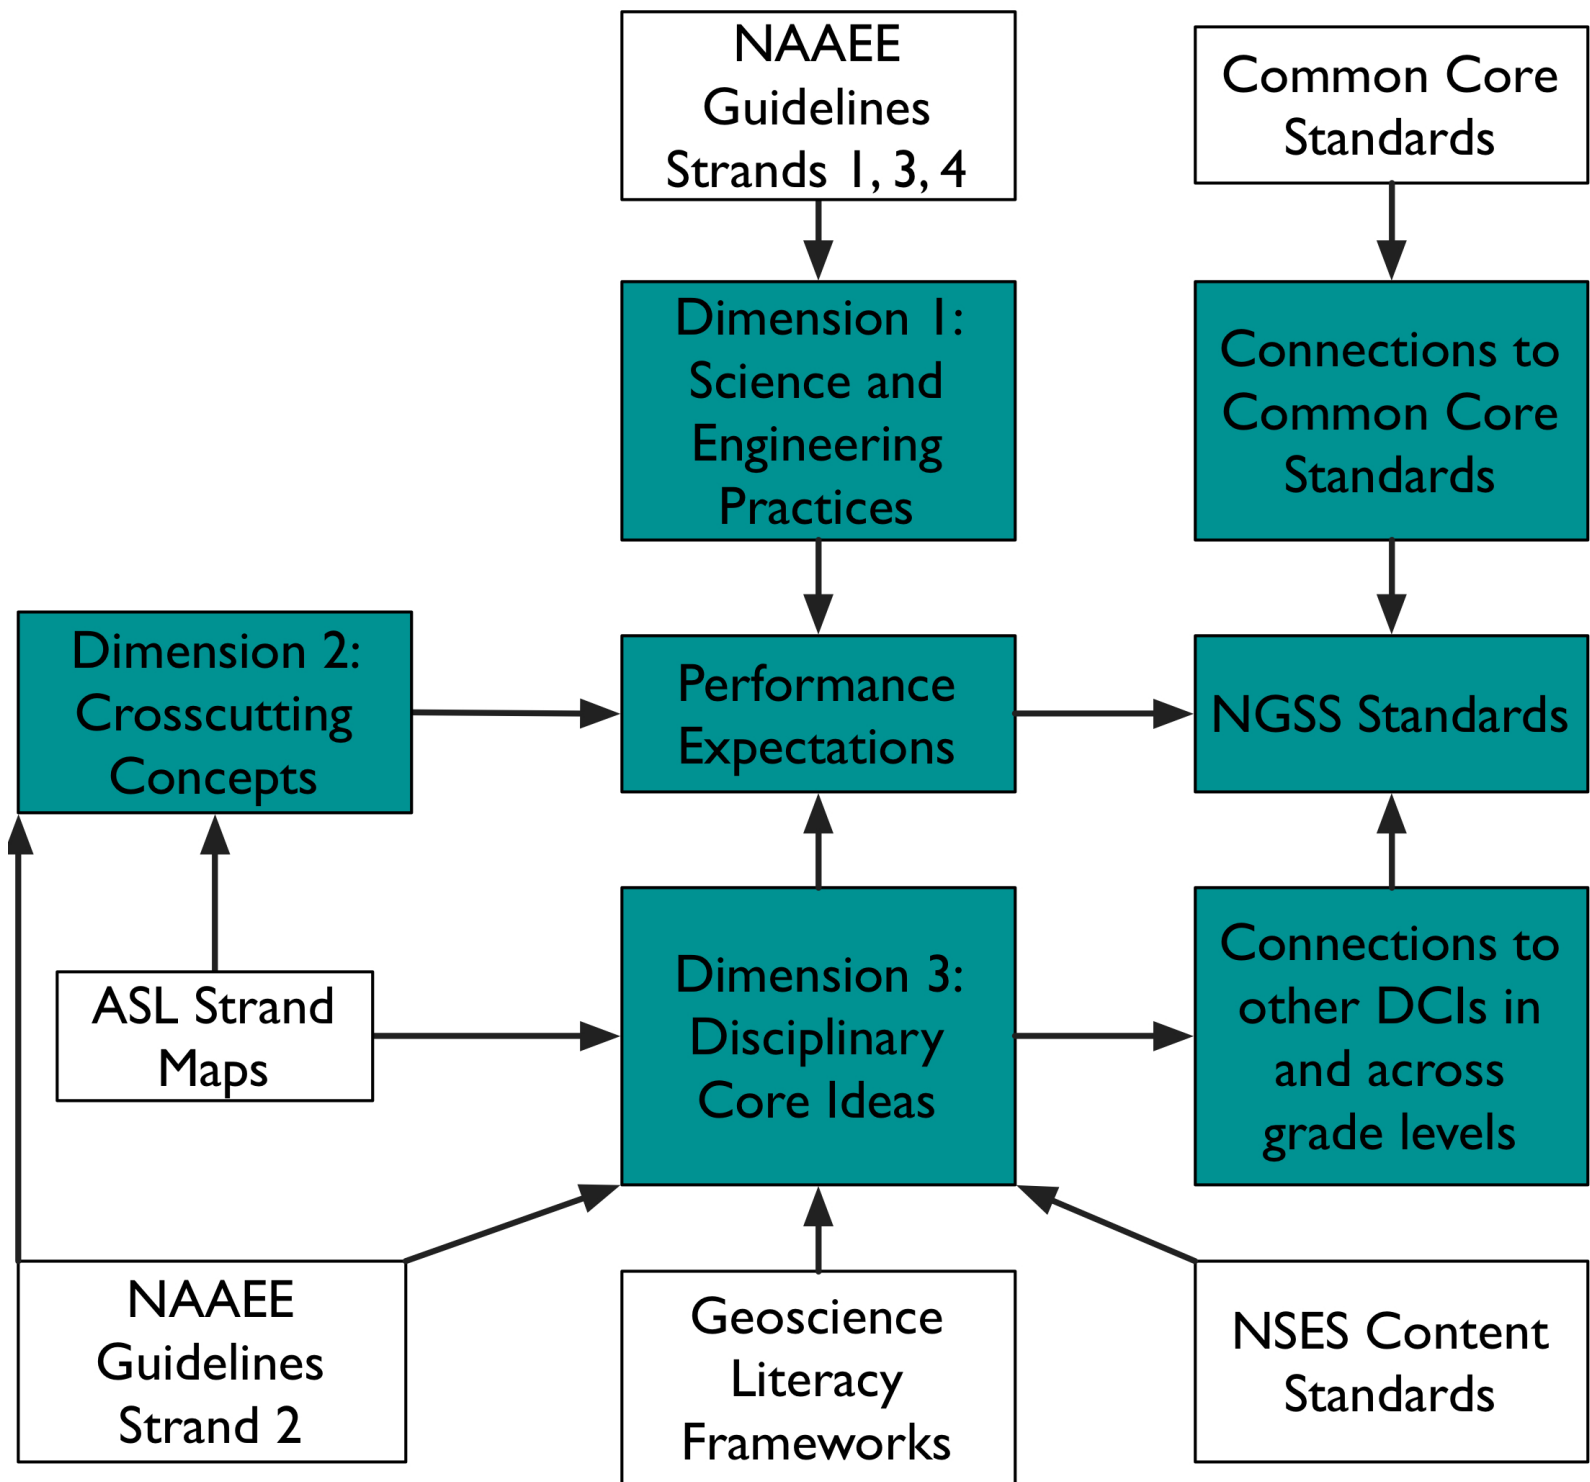 NAAEE
Guidelines
Strands 1, 3, 4
Common Core
Standards
Dimension 1:
Science and
Engineering
Practices
Connections to
Common Core
Standards
Dimension 2:
Crosscutting
Concepts
Performance
Expectations
NGSS Standards
ASL Strand
Maps
Dimension 3:
Disciplinary
Core Ideas
Connections to
other DCIs in
and across
grade levels
NAAEE
Guidelines
Strand 2
Geoscience
Literacy
Frameworks
NSES Content
Standards